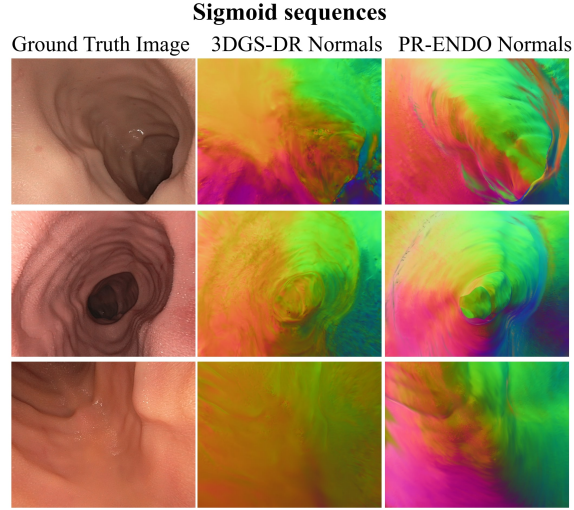 Sigmoid sequences
Ground Truth Image 3DGS-DR Normals PR-ENDO Normals